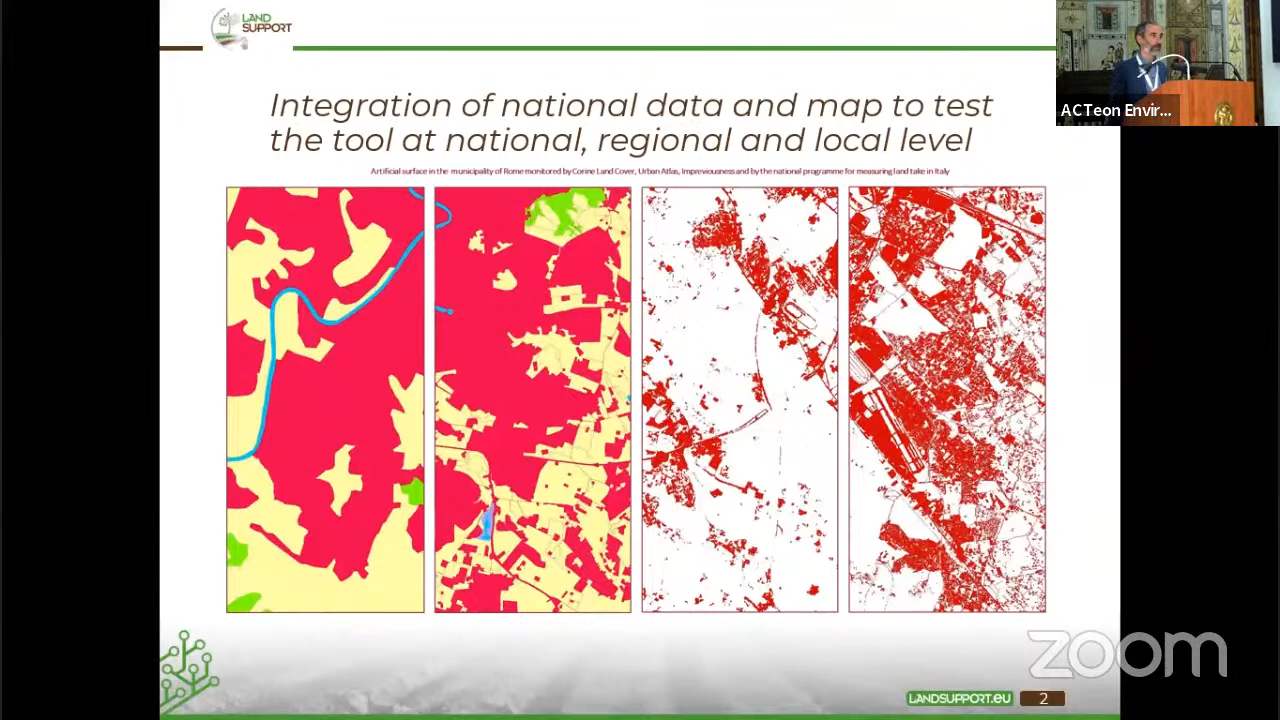 LAND
SUPPORT
ACTeon Envir...
Integration of national data and map to test
the tool at national, regional and local level
Artificial surface in the municipality of Rome monitored by Corine Land Cover, Urban Atlas, Impreviousness and by the national programme for measuring land take in Italy
zoom
LANDSUPPORT.EU 2